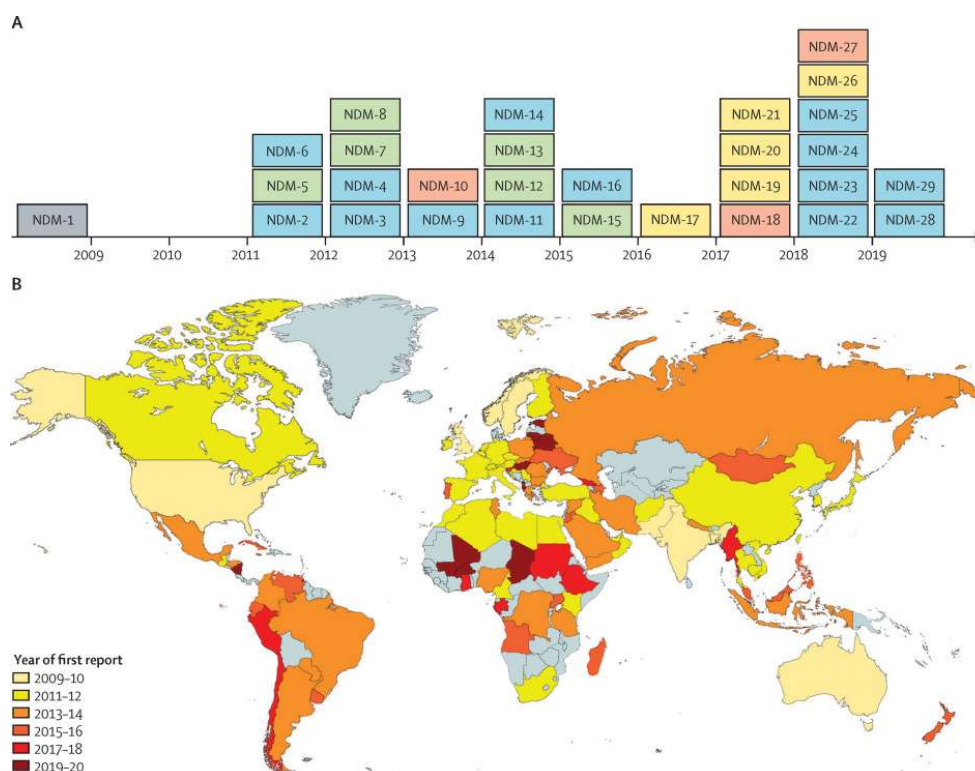 A
NDM-27
NDM-26
NDM-8 NDM-14 NDM-21 NDM-25
NDM-6 NDM-7 NDM-13 NDM-20 NDM-24
NDM-5 NDM-4 NDM-10 NDM-12 NDM-16 NDM-19 NDM-23 NDM-29
NDM-1 NDM-2 NDM-3 NDM-9 NDM-11 NDM-15 NDM-17 NDM-18 NDM-22 NDM-28
2009 2010 2011 2012 2013 2014 2015 2016 2017 2018 2019
B
Year of first report
2009–10
2011–12
2013–14
2015–16
2017–18
2019–20